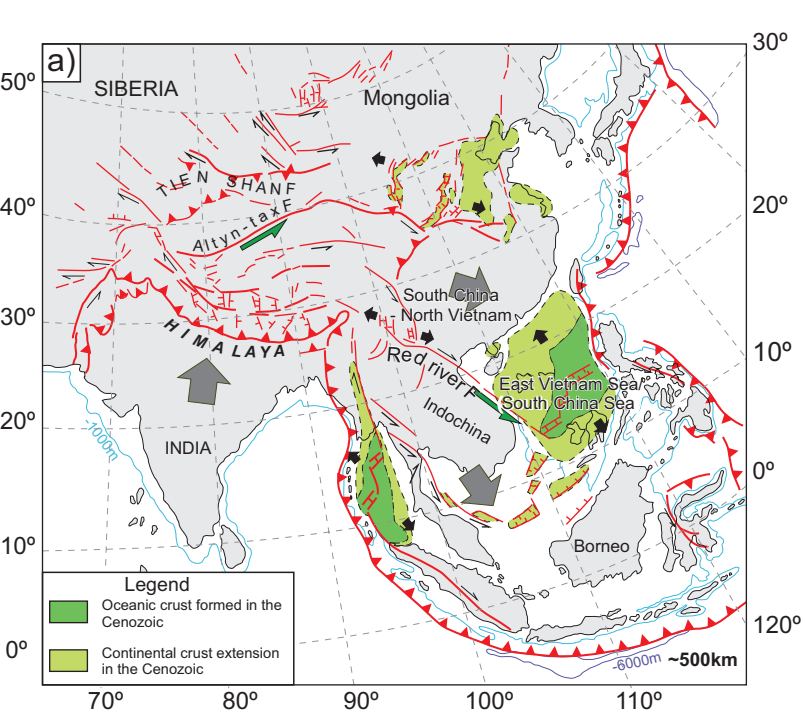 a)
SIBERIA
Mongolia
TIEN SHANF
Altyn-taxF
South China
- North Vietnam
HIMALAYA
Red river F
East Vietnam Sea/
South China Sea
Indochina
INDIA
Borneo
-1000m
-6000m
~500km
Legend
Oceanic crust formed in the
Cenozoic
Continental crust extension
in the Cenozoic
50º
40º
30º
20º
10º
0º
30º
20º
10º
0º
120º
70º
80º
90º
100º
110º